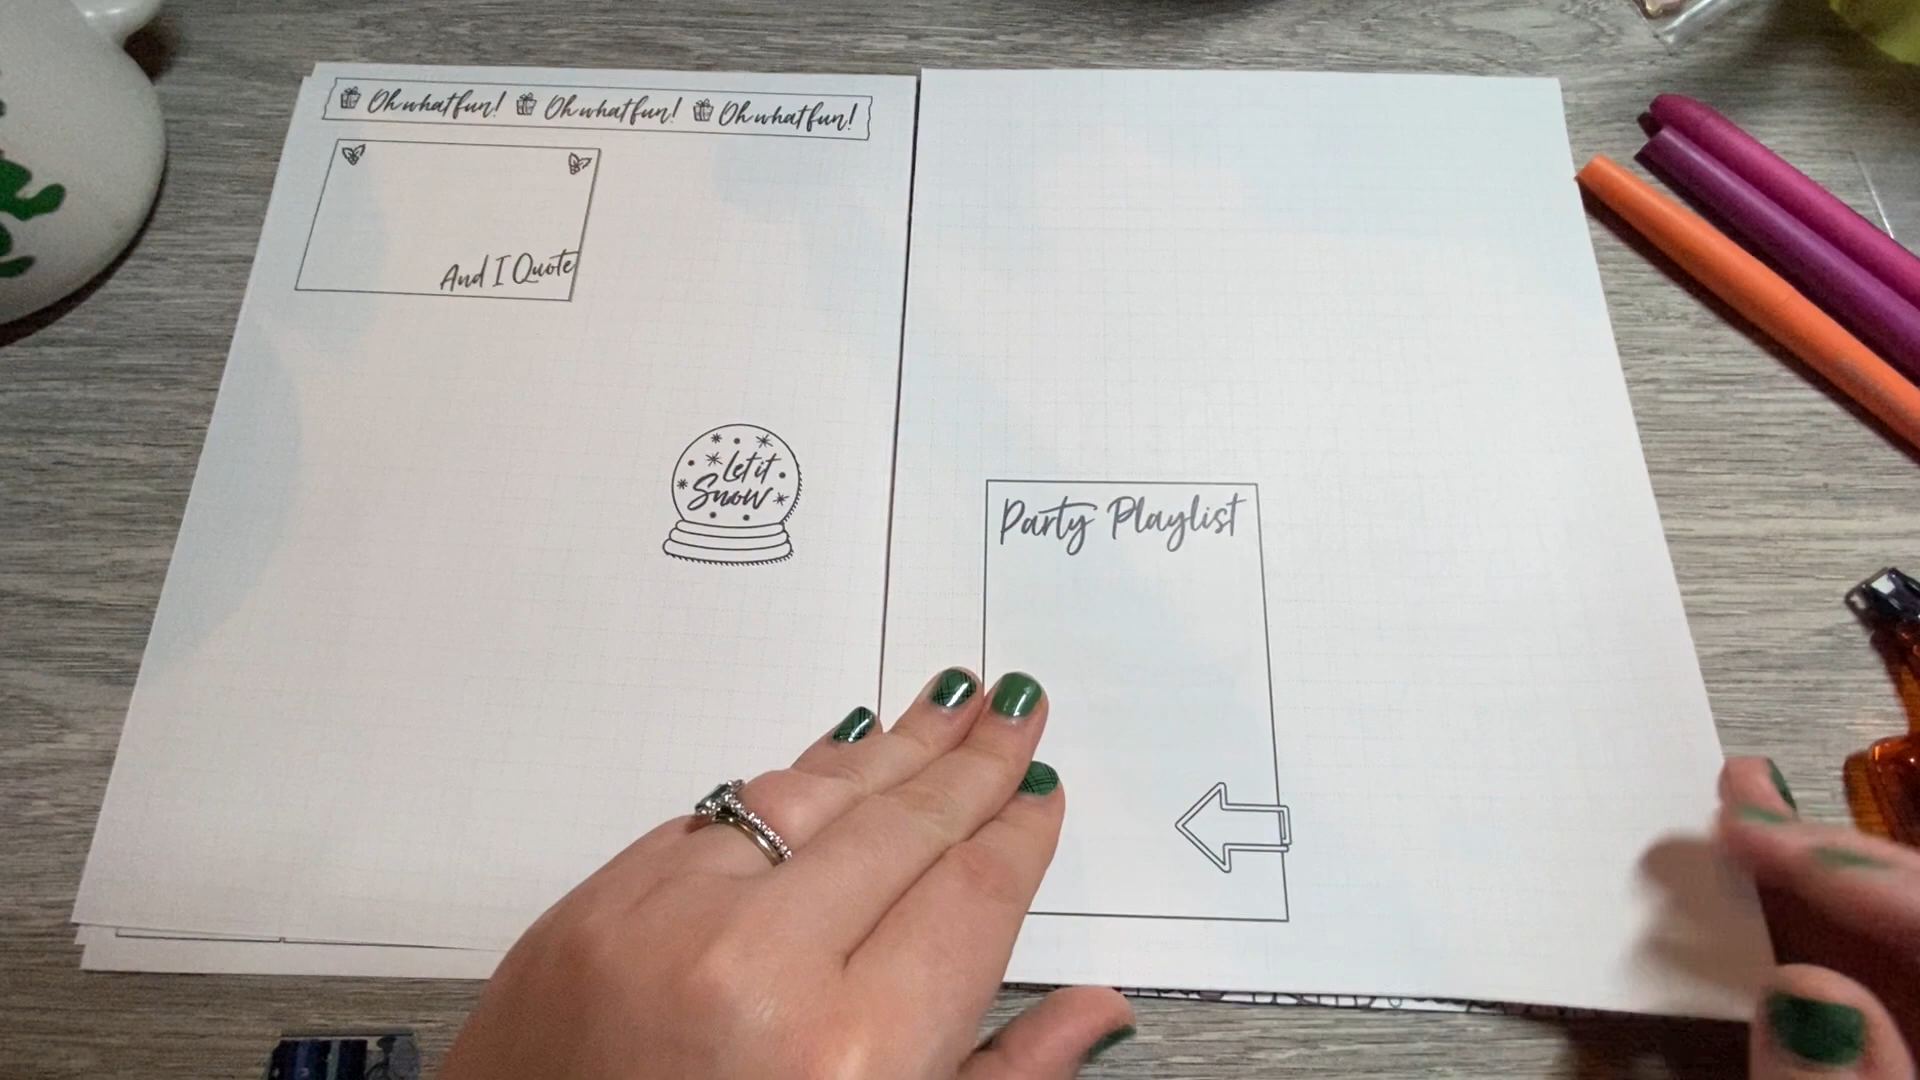 Oh what fun! Oh what fun! Oh what fun!
And I Quote
Let it
Snow
Party Playlist